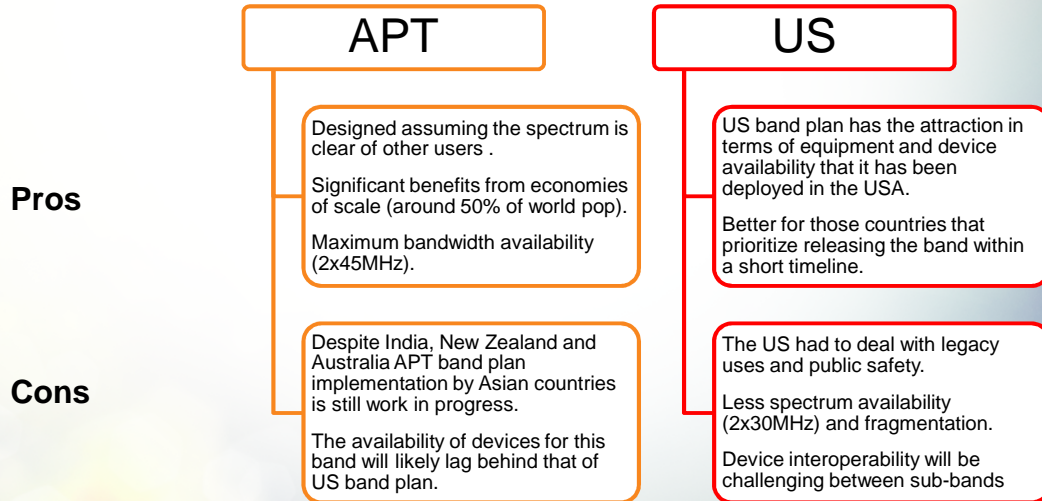 APT
US
Pros
Designed assuming the spectrum is
clear of other users .
Significant benefits from economies
of scale (around 50% of world pop).
Maximum bandwidth availability
(2x45MHz).
US band plan has the attraction in
terms of equipment and device
availability that it has been
deployed in the USA.
Better for those countries that
prioritize releasing the band within
a short timeline.
Cons
Despite India, New Zealand and
Australia APT band plan
implementation by Asian countries
is still work in progress.
The availability of devices for this
band will likely lag behind that of
US band plan.
The US had to deal with legacy
uses and public safety.
Less spectrum availability
(2x30MHz) and fragmentation.
Device interoperability will be
challenging between sub-bands